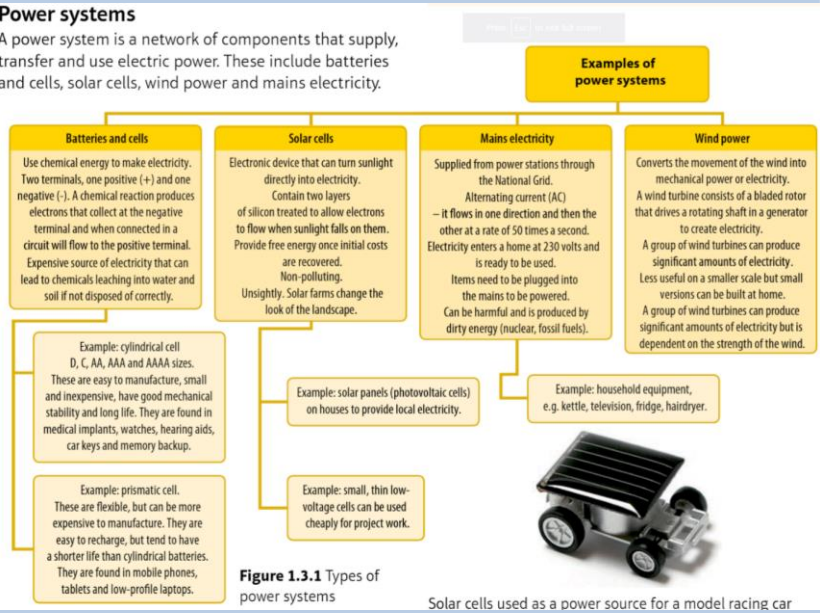 Power systems
A power system is a network of components that supply,
transfer and use electric power. These include batteries
and cells, solar cells, wind power and mains electricity.
Examples of
power systems
Batteries and cells
Use chemical energy to make electricity.
Two terminals, one positive (+) and one
negative (-). A chemical reaction produces
electrons that collect at the negative
terminal and when connected in a
circuit will flow to the positive terminal.
Expensive source of electricity that can
lead to chemicals leaching into water and
soil if not disposed of correctly.
Example: cylindrical cell
D, C, AA, AAA and AAAA sizes.
These are easy to manufacture, small
and inexpensive, have good mechanical
stability and long life. They are found in
medical implants, watches, hearing aids,
car keys and memory backup.
Example: prismatic cell.
These are flexible, but can be more
expensive to manufacture. They are
easy to recharge, but tend to have
a shorter life than cylindrical batteries.
They are found in mobile phones,
tablets and low-profile laptops.
Solar cells
Electronic device that can turn sunlight
directly into electricity.
Contain two layers
of silicon treated to allow electrons
to flow when sunlight falls on them.
Provide free energy once initial costs
are recovered.
Non-polluting.
Unsightly. Solar farms change the
look of the landscape.
Example: solar panels (photovoltaic cells)
on houses to provide local electricity.
Example: small, thin low-
voltage cells can be used
cheaply for project work.
Mains electricity
Supplied from power stations through
the National Grid.
Alternating current (AC)
– it flows in one direction and then the
other at a rate of 50 times a second.
Electricity enters a home at 230 volts and
is ready to be used.
Items need to be plugged into
the mains to be powered.
Can be harmful and is produced by
dirty energy (nuclear, fossil fuels).
Example: household equipment,
e.g. kettle, television, fridge, hairdryer.
Wind power
Converts the movement of the wind into
mechanical power or electricity.
A wind turbine consists of a bladed rotor
that drives a rotating shaft in a generator
to create electricity.
A group of wind turbines can produce
significant amounts of electricity.
Less useful on a smaller scale but small
versions can be built at home.
A group of wind turbines can produce
significant amounts of electricity but is
dependent on the strength of the wind.
Figure 1.3.1 Types of
power systems
Solar cells used as a power source for a model racing car